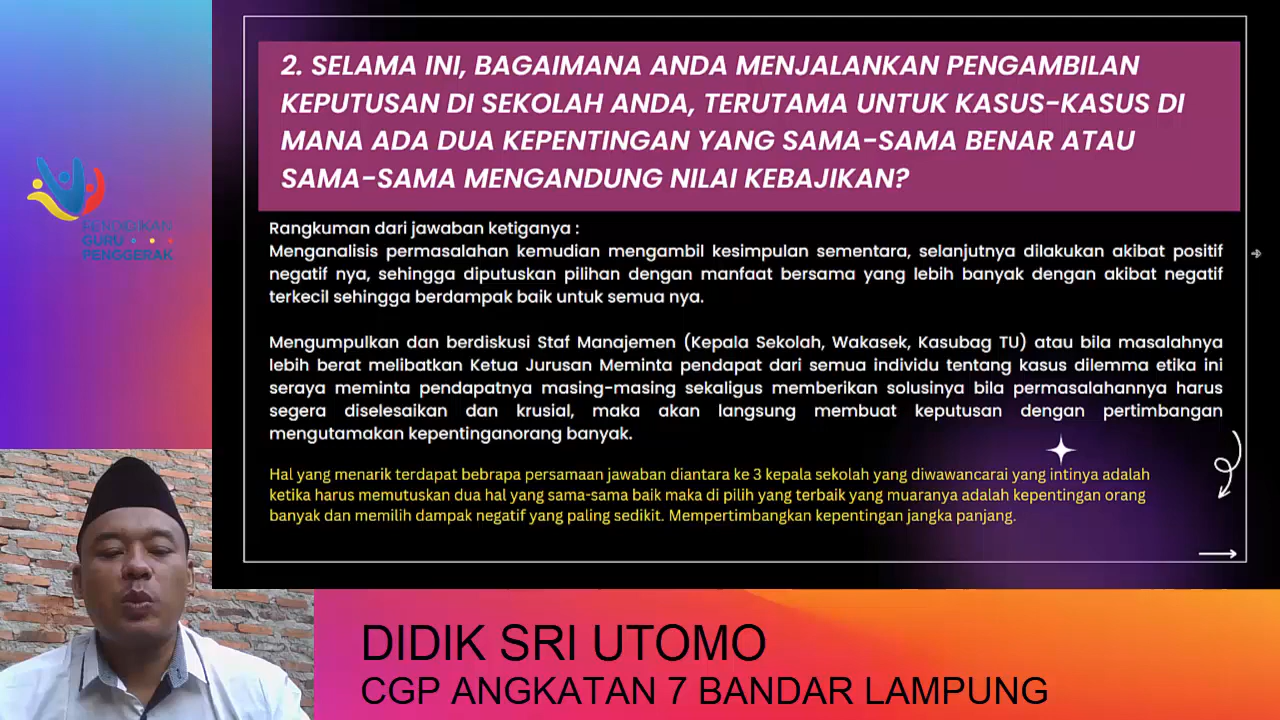 PENDIDIKAN
GURU
PENGGERAK
2. SELAMA INI, BAGAIMANA ANDA MENJALANKAN PENGAMBILAN
KEPUTUSAN DI SEKOLAH ANDA, TERUTAMA UNTUK KASUS-KASUS DI
MANA ADA DUA KEPENTINGAN YANG SAMA-SAMA BENAR ATAU
SAMA-SAMA MENGANDUNG NILAI KEBAJIKAN?
Rangkuman dari jawaban ketiganya :
Menganalisis permasalahan kemudian mengambil kesimpulan sementara, selanjutnya dilakukan akibat positif
negatif nya, sehingga diputuskan pilihan dengan manfaat bersama yang lebih banyak dengan akibat negatif
terkecil sehingga berdampak baik untuk semua nya.
Mengumpulkan dan berdiskusi Staf Manajemen (Kepala Sekolah, Wakasek, Kasubag TU) atau bila masalahnya
lebih berat melibatkan Ketua Jurusan Meminta pendapat dari semua individu tentang kasus dilema etika ini
seraya meminta pendapatnya masing-masing sekaligus memberikan solusinya bila permasalahannya harus
segera diselesaikan dan krusial, maka akan langsung membuat keputusan dengan pertimbangan
mengutamakan kepentinganorang banyak.
Hal yang menarik terdapat bebrapa persamaan jawaban diantara ke 3 kepala sekolah yang diwawancarai yang intinya adalah
ketika harus memutuskan dua hal yang sama-sama baik maka di pilih yang terbaik yang muaranya adalah kepentingan orang
banyak dan memilih dampak negatif yang paling sedikit. Mempertimbangkan kepentingan jangka panjang.
DIDIK SRI UTOMO
CGP ANGKATAN 7 BANDAR LAMPUNG